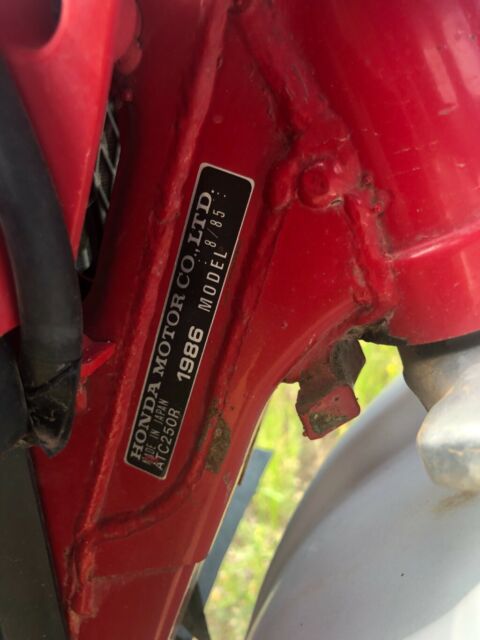 HONDA MOTOR CO., LTD.
MADE IN JAPAN
8/85
ATC250R 1986 MODEL